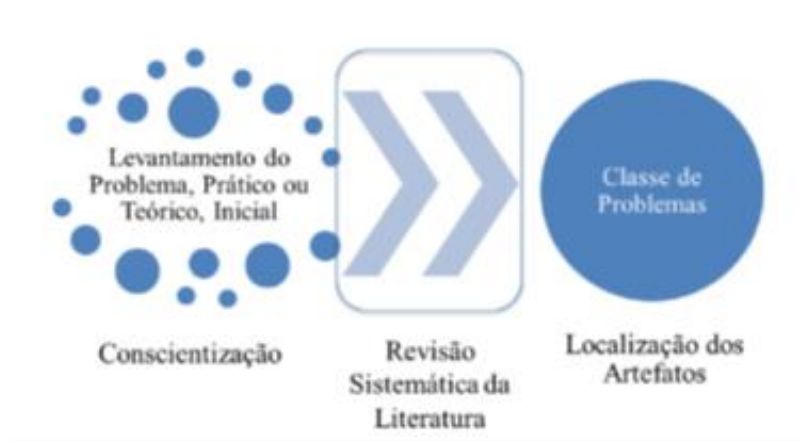 Levantamento do
Problema, Prático ou
Teórico, Inicial
Classe de
Problemas
Conscientização
Revisão
Sistemática da
Literatura
Localização dos
Artefatos